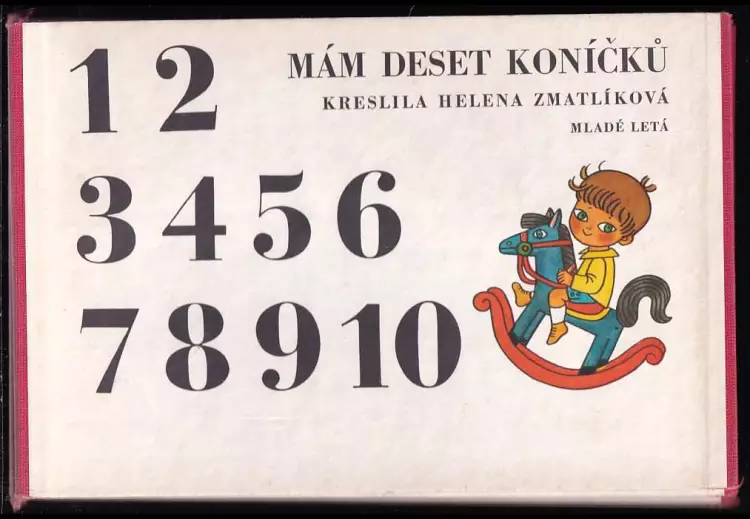 1 2
MÁM DESET KONÍČKŮ
KRESLILA HELENA ZMATLÍKOVÁ
MLADÉ LETÁ
3 4 5 6
7 8 9 10